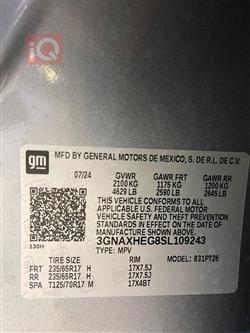 iQ
gm
MFD BY GENERAL MOTORS DE MEXICO, S. DE R.L. DE C.V.
07/24 GVWR GAWR FRT GAWR RR
2100 KG 1175 KG 1200 KG
4629 LB 2590 LB 2645 LB
THIS VEHICLE CONFORMS TO ALL
APPLICABLE U.S. FEDERAL MOTOR
VEHICLE SAFETY, BUMPER, AND THEFT
PREVENTION STANDARDS IN EFFECT ON THE DATE
OF MANUFACTURE SHOWN ABOVE.
3GNAXHEG8SL109243
TYPE: MPV
130H MODEL: 831PT26
TIRE SIZE RIM
FRT 235/65R17 H 17X7.5J
RR 235/65R17 H 17X7.5J
SPA T125/70R17 M 17X4BT